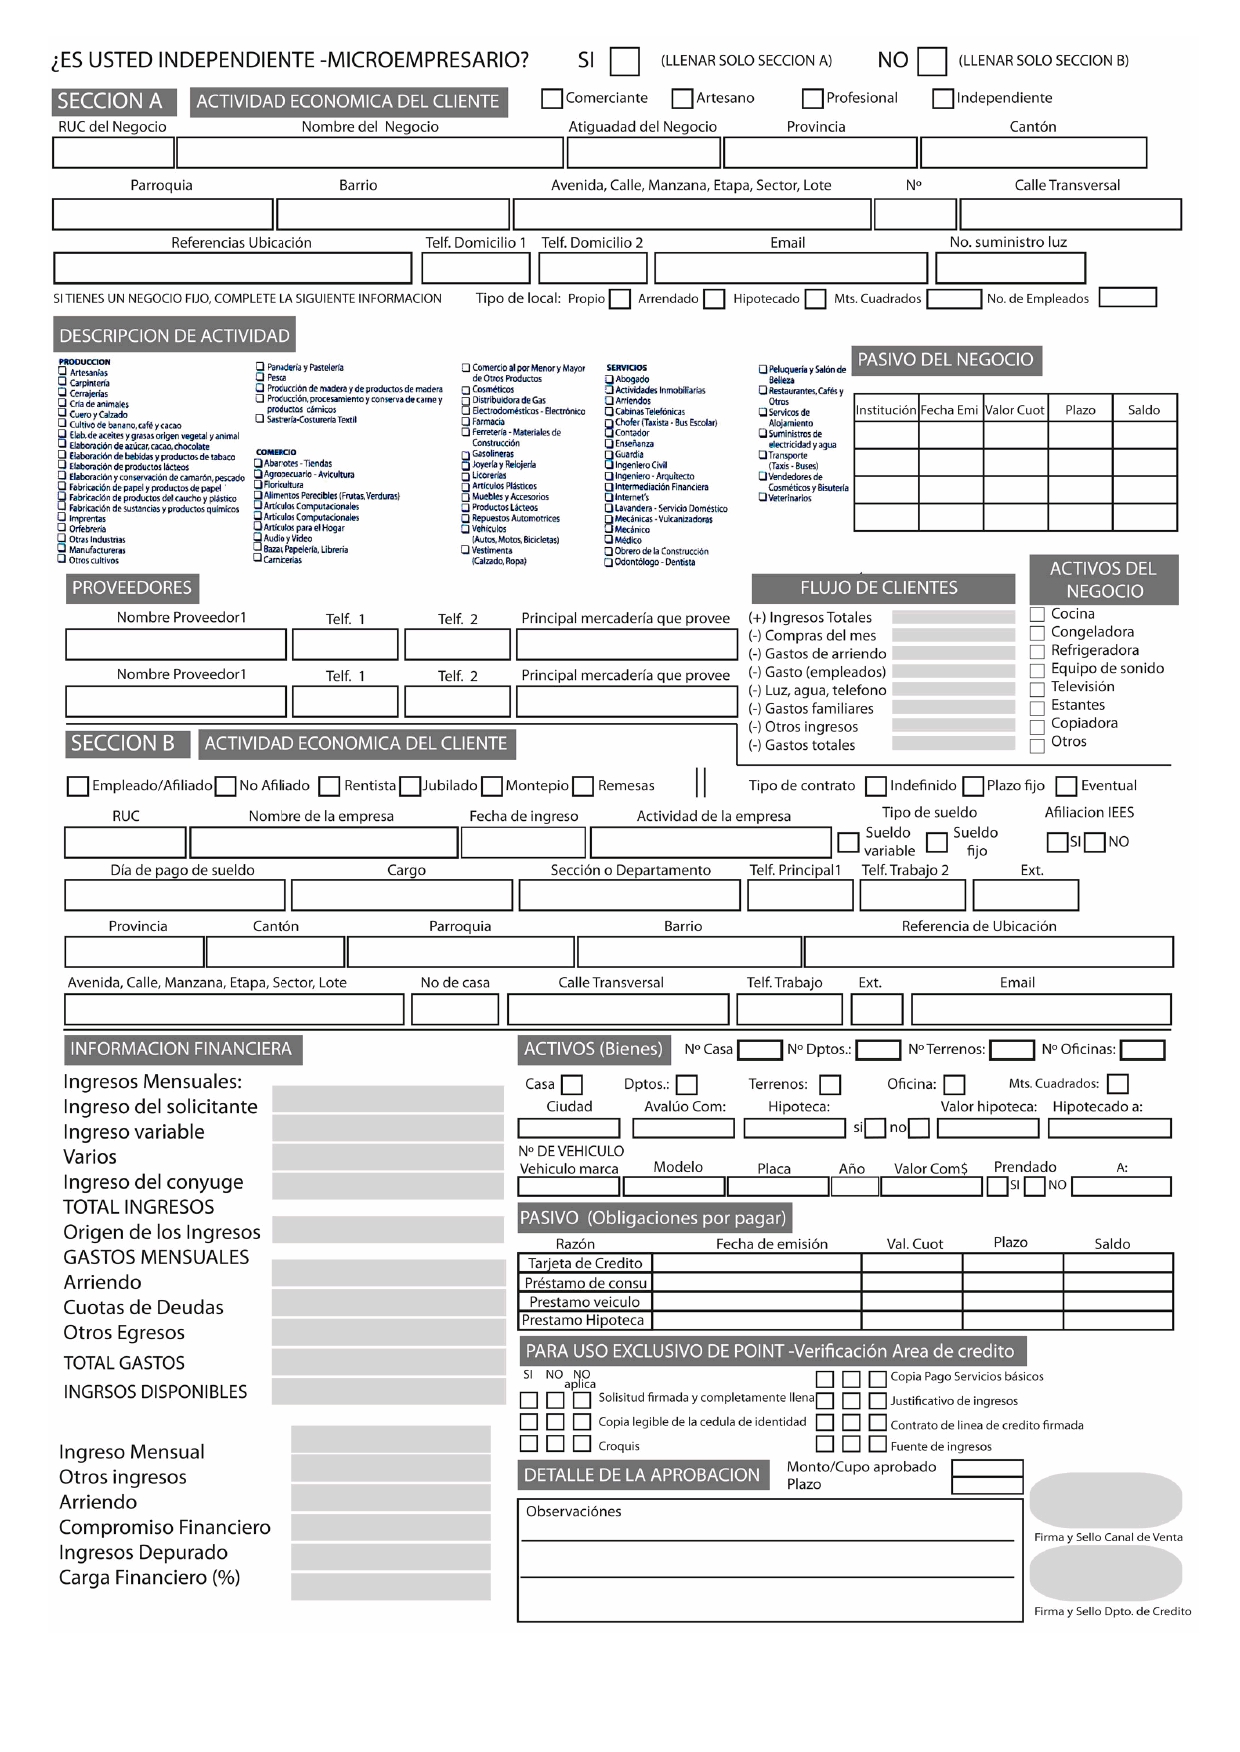 ¿ES USTED INDEPENDIENTE -MICROEMPRESARIO? SI (LLENAR SOLO SECCION A) NO (LLENAR SOLO SECCION B)
SECCION A ACTIVIDAD ECONOMICA DEL CLIENTE Comerciante Artesano Profesional Independiente
RUC del Negocio Nombre del Negocio Atiguadad del Negocio Provincia Cantón
Parroquia Barrio Avenida, Calle, Manzana, Etapa, Sector, Lote Nº Calle Transversal
Referencias Ubicación Telf. Domicilio 1 Telf. Domicilio 2 Email No. suministro luz
SI TIENES UN NEGOCIO FIJO, COMPLETE LA SIGUIENTE INFORMACION Tipo de local: Propio Arrendado Hipotecado Mts. Cuadrados No. de Empleados
DESCRIPCION DE ACTIVIDAD
PRODUCCION
Artesanías
Carpintería
Cerrajerías
Cría de animales
Cuero y Calzado
Cultivo de banano, café y cacao
Elab. de aceites y grasas origen vegetal y animal
Elaboración de azúcar, cacao, chocolate
Elaboración de bebidas y productos de tabaco
Elaboración de productos lácteos
Elaboración y conservación de camarón, pescado
Fabricación de papel y productos de papel
Fabricación de productos del caucho y plástico
Fabricación de sustancias y productos químicos
Imprentas
Orfebrería
Otras Industrias
Manufactureras
Otros cultivos
Panadería y Pastelería
Pesca
Producción de madera y de productos de madera
Producción, procesamiento y conserva de carne y
productos cárnicos
Sastrería-Costurería Textil
COMERCIO
Abarrotes - Tiendas
Agropecuario - Avicultura
Floricultura
Alimentos Perecibles (Frutas, Verduras)
Artículos Computacionales
Artículos Computacionales
Artículos para el Hogar
Audio y Video
Bazar, Papelería, Librería
Carnicerías
Comercio al por Menor y Mayor
de Otros Productos
Cosméticos
Distribuidora de Gas
Electrodomésticos - Electrónico
Farmacia
Ferretería - Materiales de
Construcción
Gasolineras
Joyería y Relojería
Licorerías
Artículos Plásticos
Muebles y Accesorios
Productos Lácteos
Repuestos Automotrices
Vehículos
(Autos, Motos, Bicicletas)
Vestimenta
(Calzado, Ropa)
SERVICIOS
Abogado
Actividades Inmobiliarias
Arriendos
Cabinas Telefónicas
Chofer (Taxista - Bus Escolar)
Contador
Enseñanza
Guardia
Ingeniero Civil
Ingeniero - Arquitecto
Intermediación Financiera
Internet's
Lavandera - Servicio Doméstico
Mecánicas - Vulcanizadoras
Mecánico
Médico
Obrero de la Construcción
Odontólogo - Dentista
Peluquería y Salón de
Belleza
Restaurantes, Cafés y
Otros
Servicos de
Alojamiento
Suministros de
electricidad y agua
Transporte
(Taxis - Buses)
Vendedores de
Cosméticos y Bisutería
Veterinarios
PASIVO DEL NEGOCIO
Institución Fecha Emi Valor Cuot Plazo Saldo
PROVEEDORES
Nombre Proveedor1 Telf. 1 Telf. 2 Principal mercadería que provee
Nombre Proveedor1 Telf. 1 Telf. 2 Principal mercadería que provee
FLUJO DE CLIENTES
(+) Ingresos Totales
(-) Compras del mes
(-) Gastos de arriendo
(-) Gasto (empleados)
(-) Luz, agua, telefono
(-) Gastos familiares
(-) Otros ingresos
(-) Gastos totales
ACTIVOS DEL
NEGOCIO
Cocina
Congeladora
Refrigeradora
Equipo de sonido
Televisión
Estantes
Copiadora
Otros
SECCION B ACTIVIDAD ECONOMICA DEL CLIENTE
Empleado/Afiliado No Afiliado Rentista Jubilado Montepio Remesas Tipo de contrato Indefinido Plazo fijo Eventual
RUC Nombre de la empresa Fecha de ingreso Actividad de la empresa Tipo de sueldo Afiliacion IEES
Sueldo
variable
Sueldo
fijo
SI NO
Día de pago de sueldo Cargo Sección o Departamento Telf. Principal1 Telf. Trabajo 2 Ext.
Provincia Cantón Parroquia Barrio Referencia de Ubicación
Avenida, Calle, Manzana, Etapa, Sector, Lote No de casa Calle Transversal Telf. Trabajo Ext. Email
INFORMACION FINANCIERA
Ingresos Mensuales:
Ingreso del solicitante
Ingreso variable
Varios
Ingreso del conyuge
TOTAL INGRESOS
Origen de los Ingresos
GASTOS MENSUALES
Arriendo
Cuotas de Deudas
Otros Egresos
TOTAL GASTOS
INGRSOS DISPONIBLES
Ingreso Mensual
Otros ingresos
Arriendo
Compromiso Financiero
Ingresos Depurado
Carga Financiero (%)
ACTIVOS (Bienes) Nº Casa Nº Dptos.: Nº Terrenos: Nº Oficinas:
Casa Dptos.: Terrenos: Oficina: Mts. Cuadrados:
Ciudad Avalúo Com: Hipoteca: si no Valor hipoteca: Hipotecado a:
Nº DE VEHICULO
Vehiculo marca Modelo Placa Año Valor Com$ Prendado A:
SI NO
PASIVO (Obligaciones por pagar)
Razón Fecha de emisión Val. Cuot Plazo Saldo
Tarjeta de Credito
Préstamo de consu
Prestamo veiculo
Prestamo Hipoteca
PARA USO EXCLUSIVO DE POINT -Verificación Area de credito
SI NO NO
aplica
Solisitud firmada y completamente llena
Copia legible de la cedula de identidad
Croquis
Copia Pago Servicios básicos
Justificativo de ingresos
Contrato de linea de credito firmada
Fuente de ingresos
DETALLE DE LA APROBACION Monto/Cupo aprobado
Plazo
Observaciónes
Firma y Sello Canal de Venta
Firma y Sello Dpto. de Credito